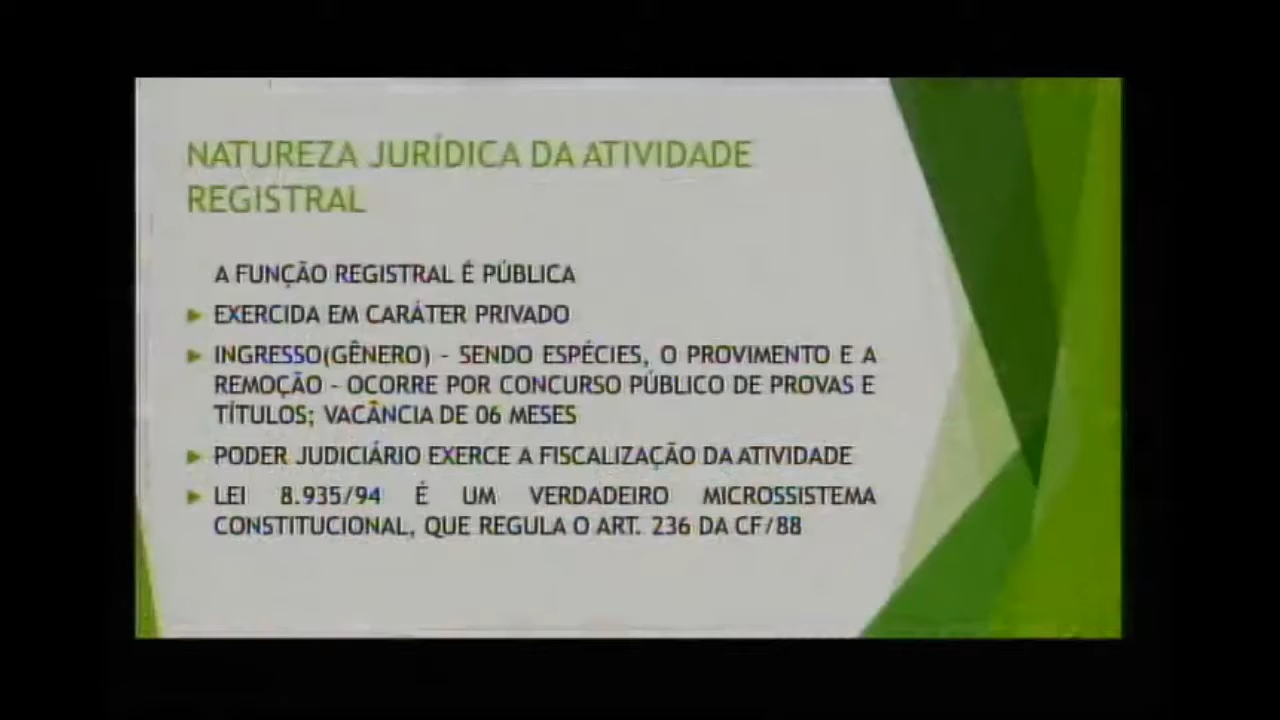 NATUREZA JURÍDICA DA ATIVIDADE
REGISTRAL
A FUNÇÃO REGISTRAL É PÚBLICA
EXERCIDA EM CARÁTER PRIVADO
INGRESSO(GÊNERO) - SENDO ESPÉCIES, O PROVIMENTO E A
REMOÇÃO - OCORRE POR CONCURSO PÚBLICO DE PROVAS E
TÍTULOS; VACÂNCIA DE 06 MESES
PODER JUDICIÁRIO EXERCE A FISCALIZAÇÃO DA ATIVIDADE
LEI 8.935/94 É UM VERDADEIRO MICROSSISTEMA
CONSTITUCIONAL, QUE REGULA O ART. 236 DA CF/88